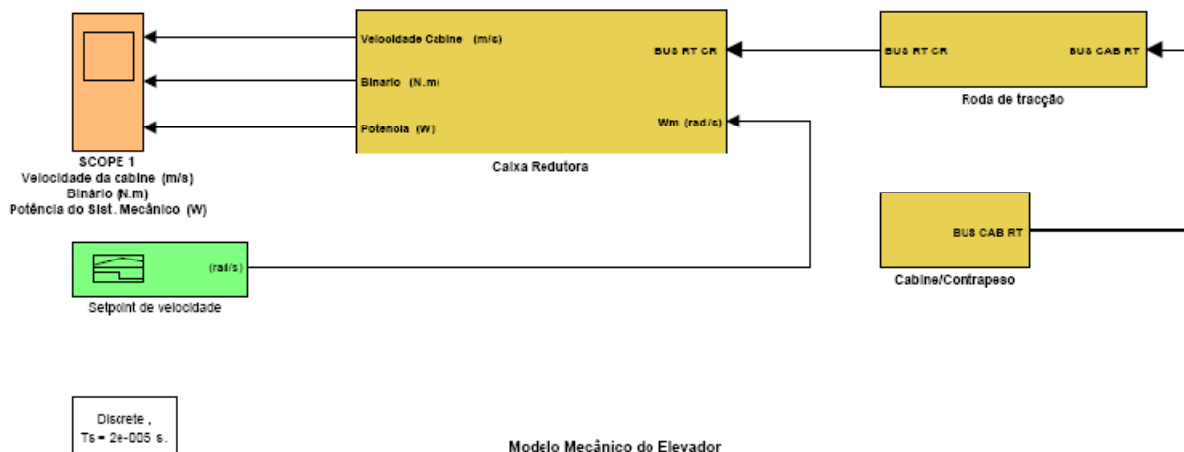 Velocidade Cabine (m/s)
Binario (N.m)
Potencia (W)
BUS RT CR
Wm (rad/s)
Caixa Redutora
BUS RT CR
BUS CAB RT
Roda de tracção
SCOPE 1
Velocidade da cabine (m/s)
Binário (N.m)
Potência do Sist. Mecânico (W)
(rad/s)
Setpoint de velocidade
BUS CAB RT
Cabine/Contrapeso
Discrete ,
Ts = 2e-005 s.
Modelo Mecânico do Elevador